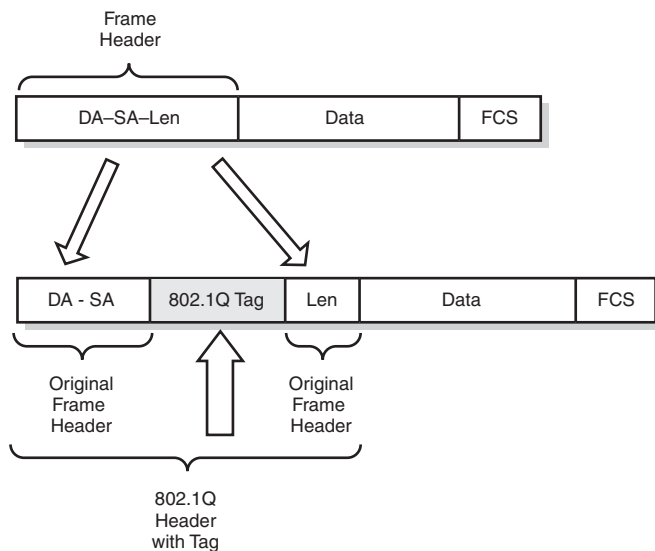 Frame
Header
DA–SA–Len
Data
FCS
DA - SA
802.1Q Tag
Len
Data
FCS
Original
Frame
Header
Original
Frame
Header
802.1Q
Header
with Tag